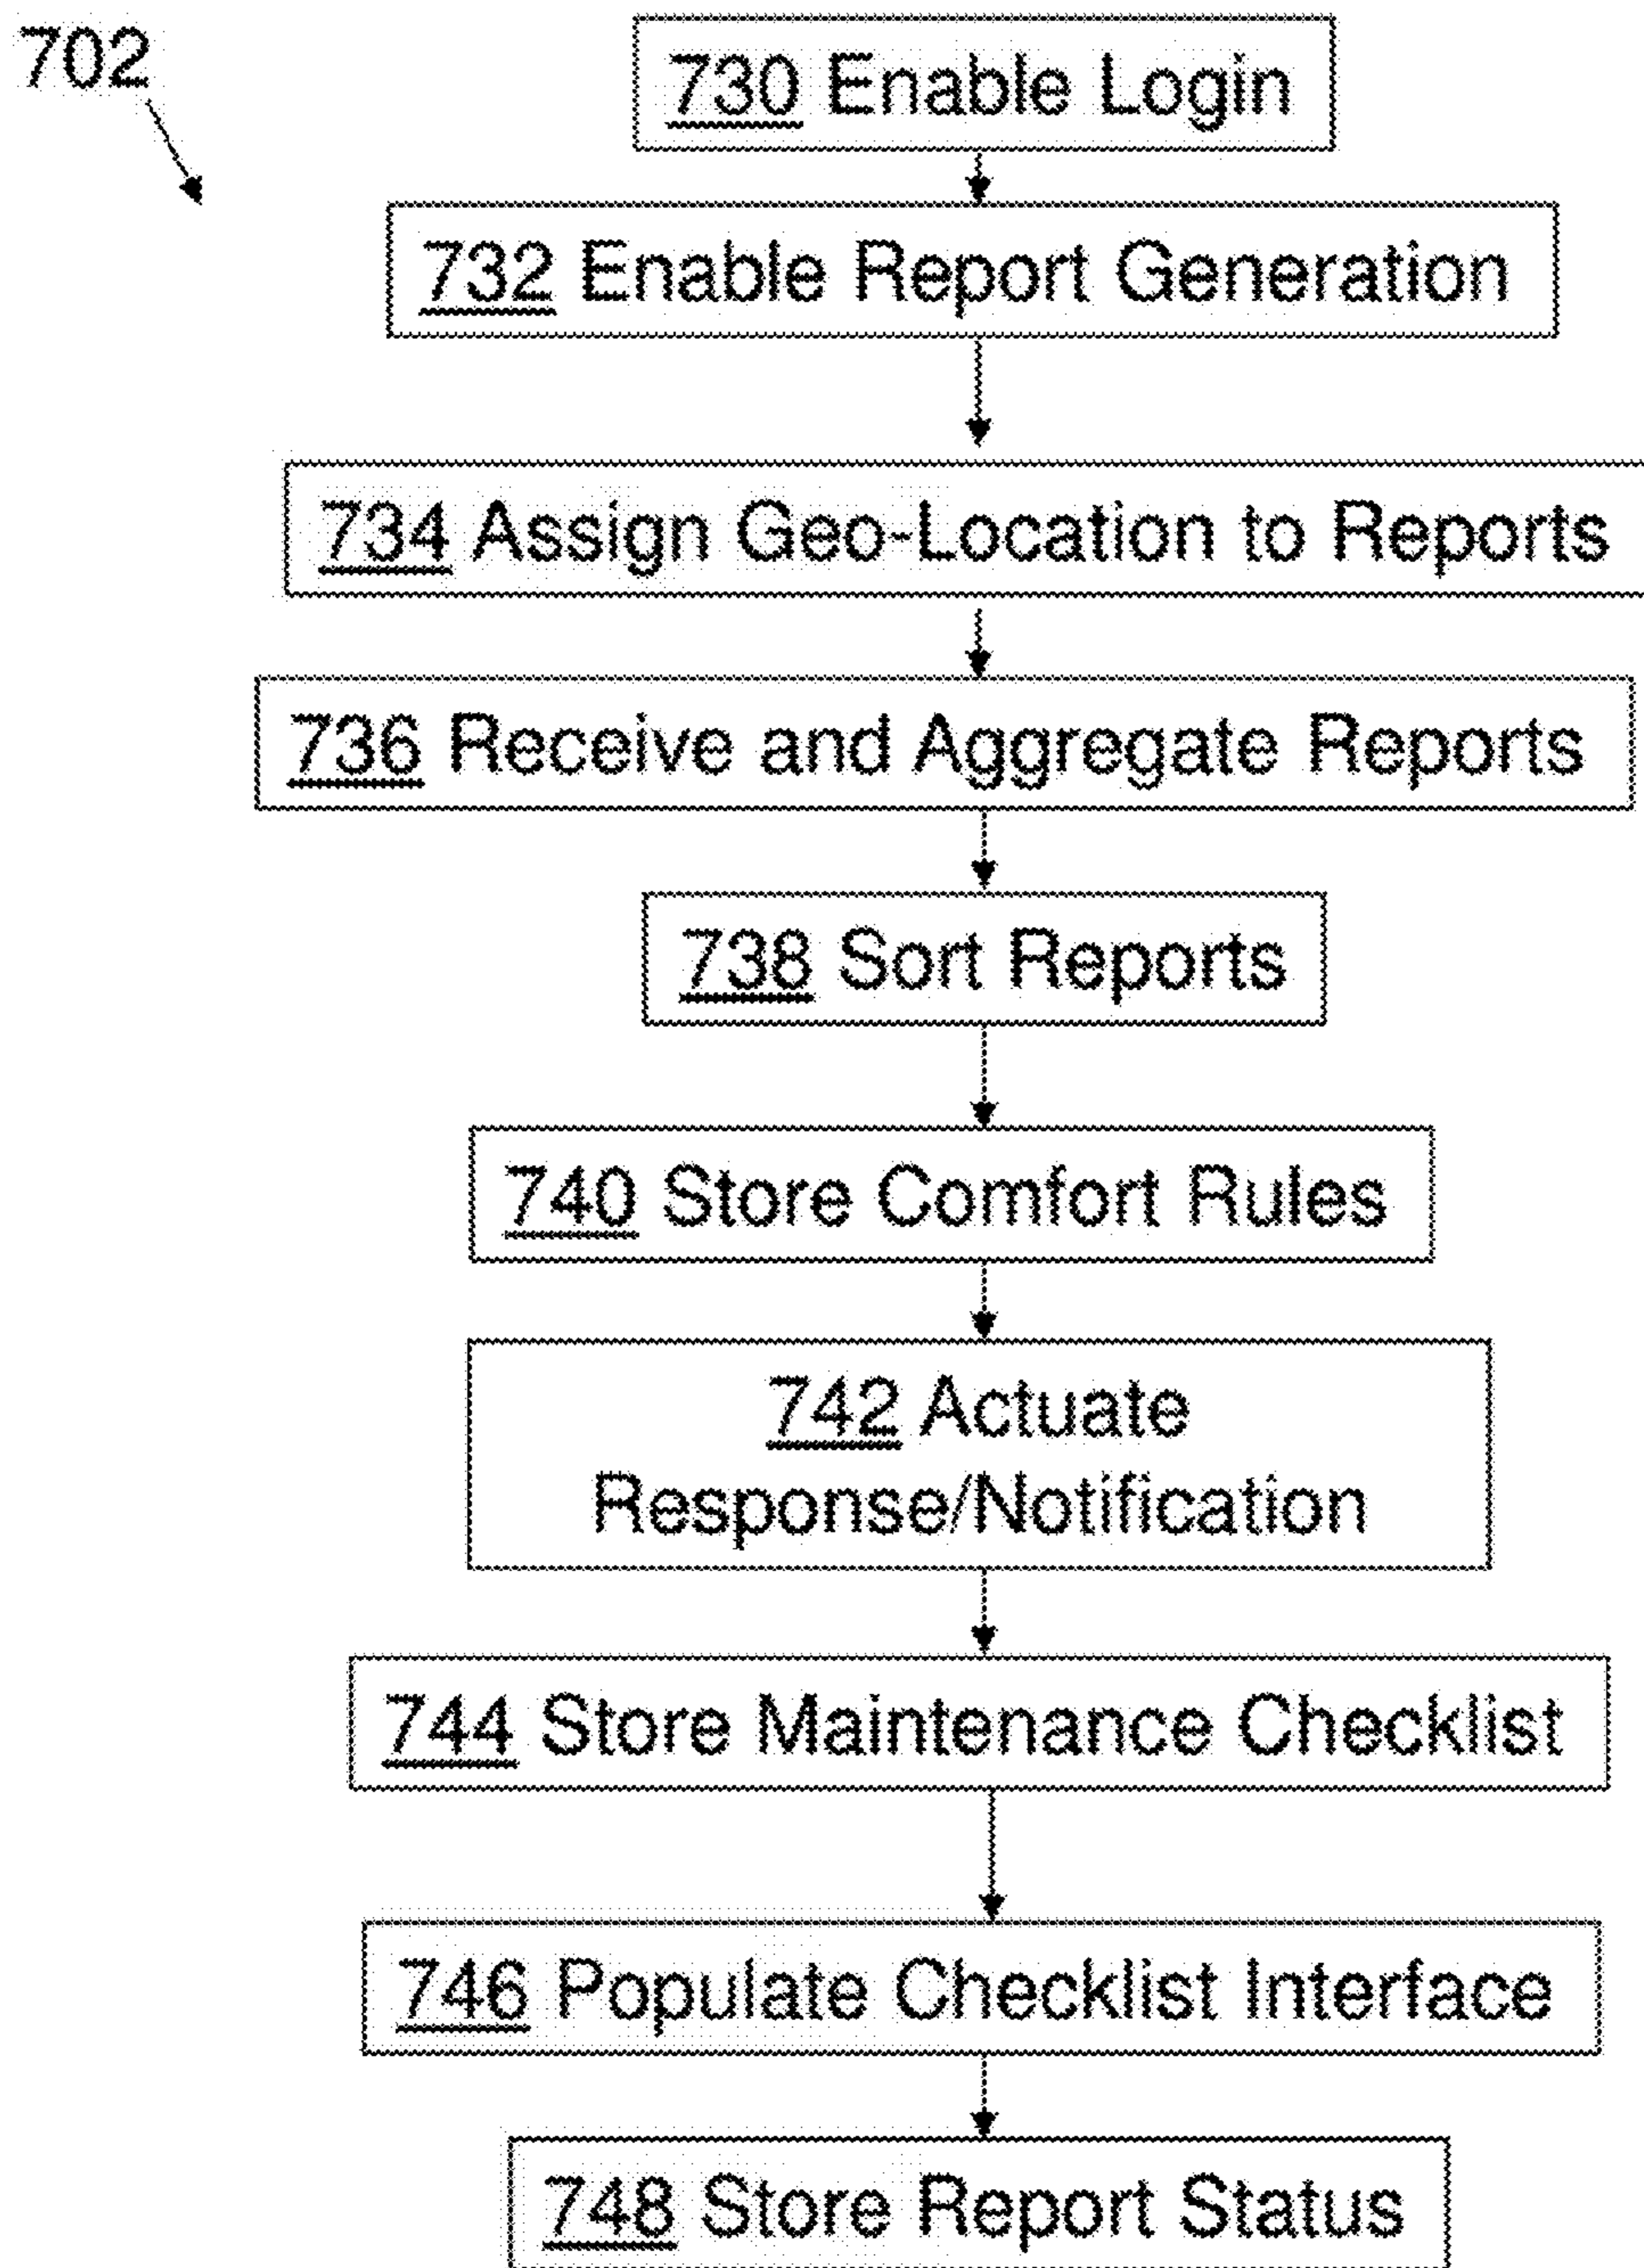 702
730 Enable Login
732 Enable Report Generation
734 Assign Geo-Location to Reports
736 Receive and Aggregate Reports
738 Sort Reports
740 Store Comfort Rules
742 Actuate
Response/Notification
744 Store Maintenance Checklist
746 Populate Checklist Interface
748 Store Report Status